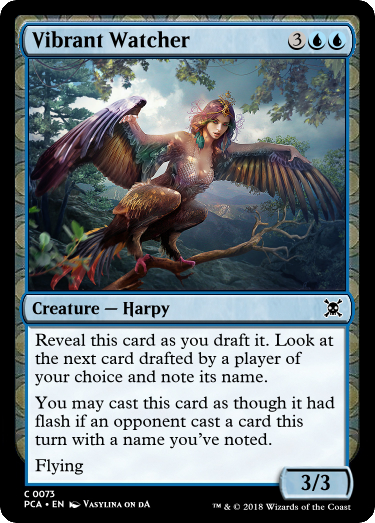 Vibrant Watcher 3
Creature — Harpy
Reveal this card as you draft it. Look at
the next card drafted by a player of
your choice and note its name.
You may cast this card as though it had
flash if an opponent cast a card this
turn with a name you've noted.
Flying
3/3
C 0073
PCA • EN Vasylina on dA
™ & © 2018 Wizards of the Coast